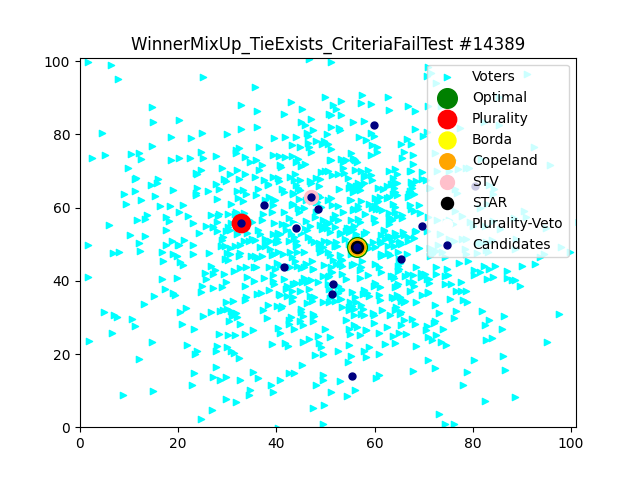 WinnerMixUp_TieExists_CriteriaFailTest #14389
100
80
60
40
20
0
0
20
40
60
80
100
Voters
Optimal
Plurality
Borda
Copeland
STV
STAR
Plurality-Veto
Candidates